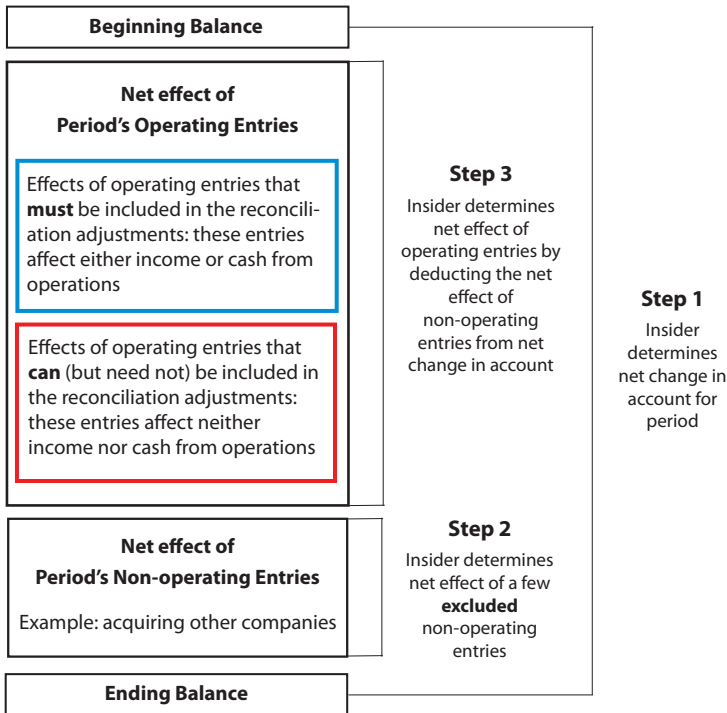 Beginning Balance
Net effect of
Period's Operating Entries
Effects of operating entries that
must be included in the reconcili-
ation adjustments: these entries
affect either income or cash from
operations
Effects of operating entries that
can (but need not) be included in
the reconciliation adjustments:
these entries affect neither
income nor cash from operations
Net effect of
Period's Non-operating Entries
Example: acquiring other companies
Ending Balance
Step 3
Insider determines
net effect of
operating entries by
deducting the net
effect of
non-operating
entries from net
change in account
Step 2
Insider determines
net effect of a few
excluded
non-operating
entries
Step 1
Insider
determines
net change in
account for
period